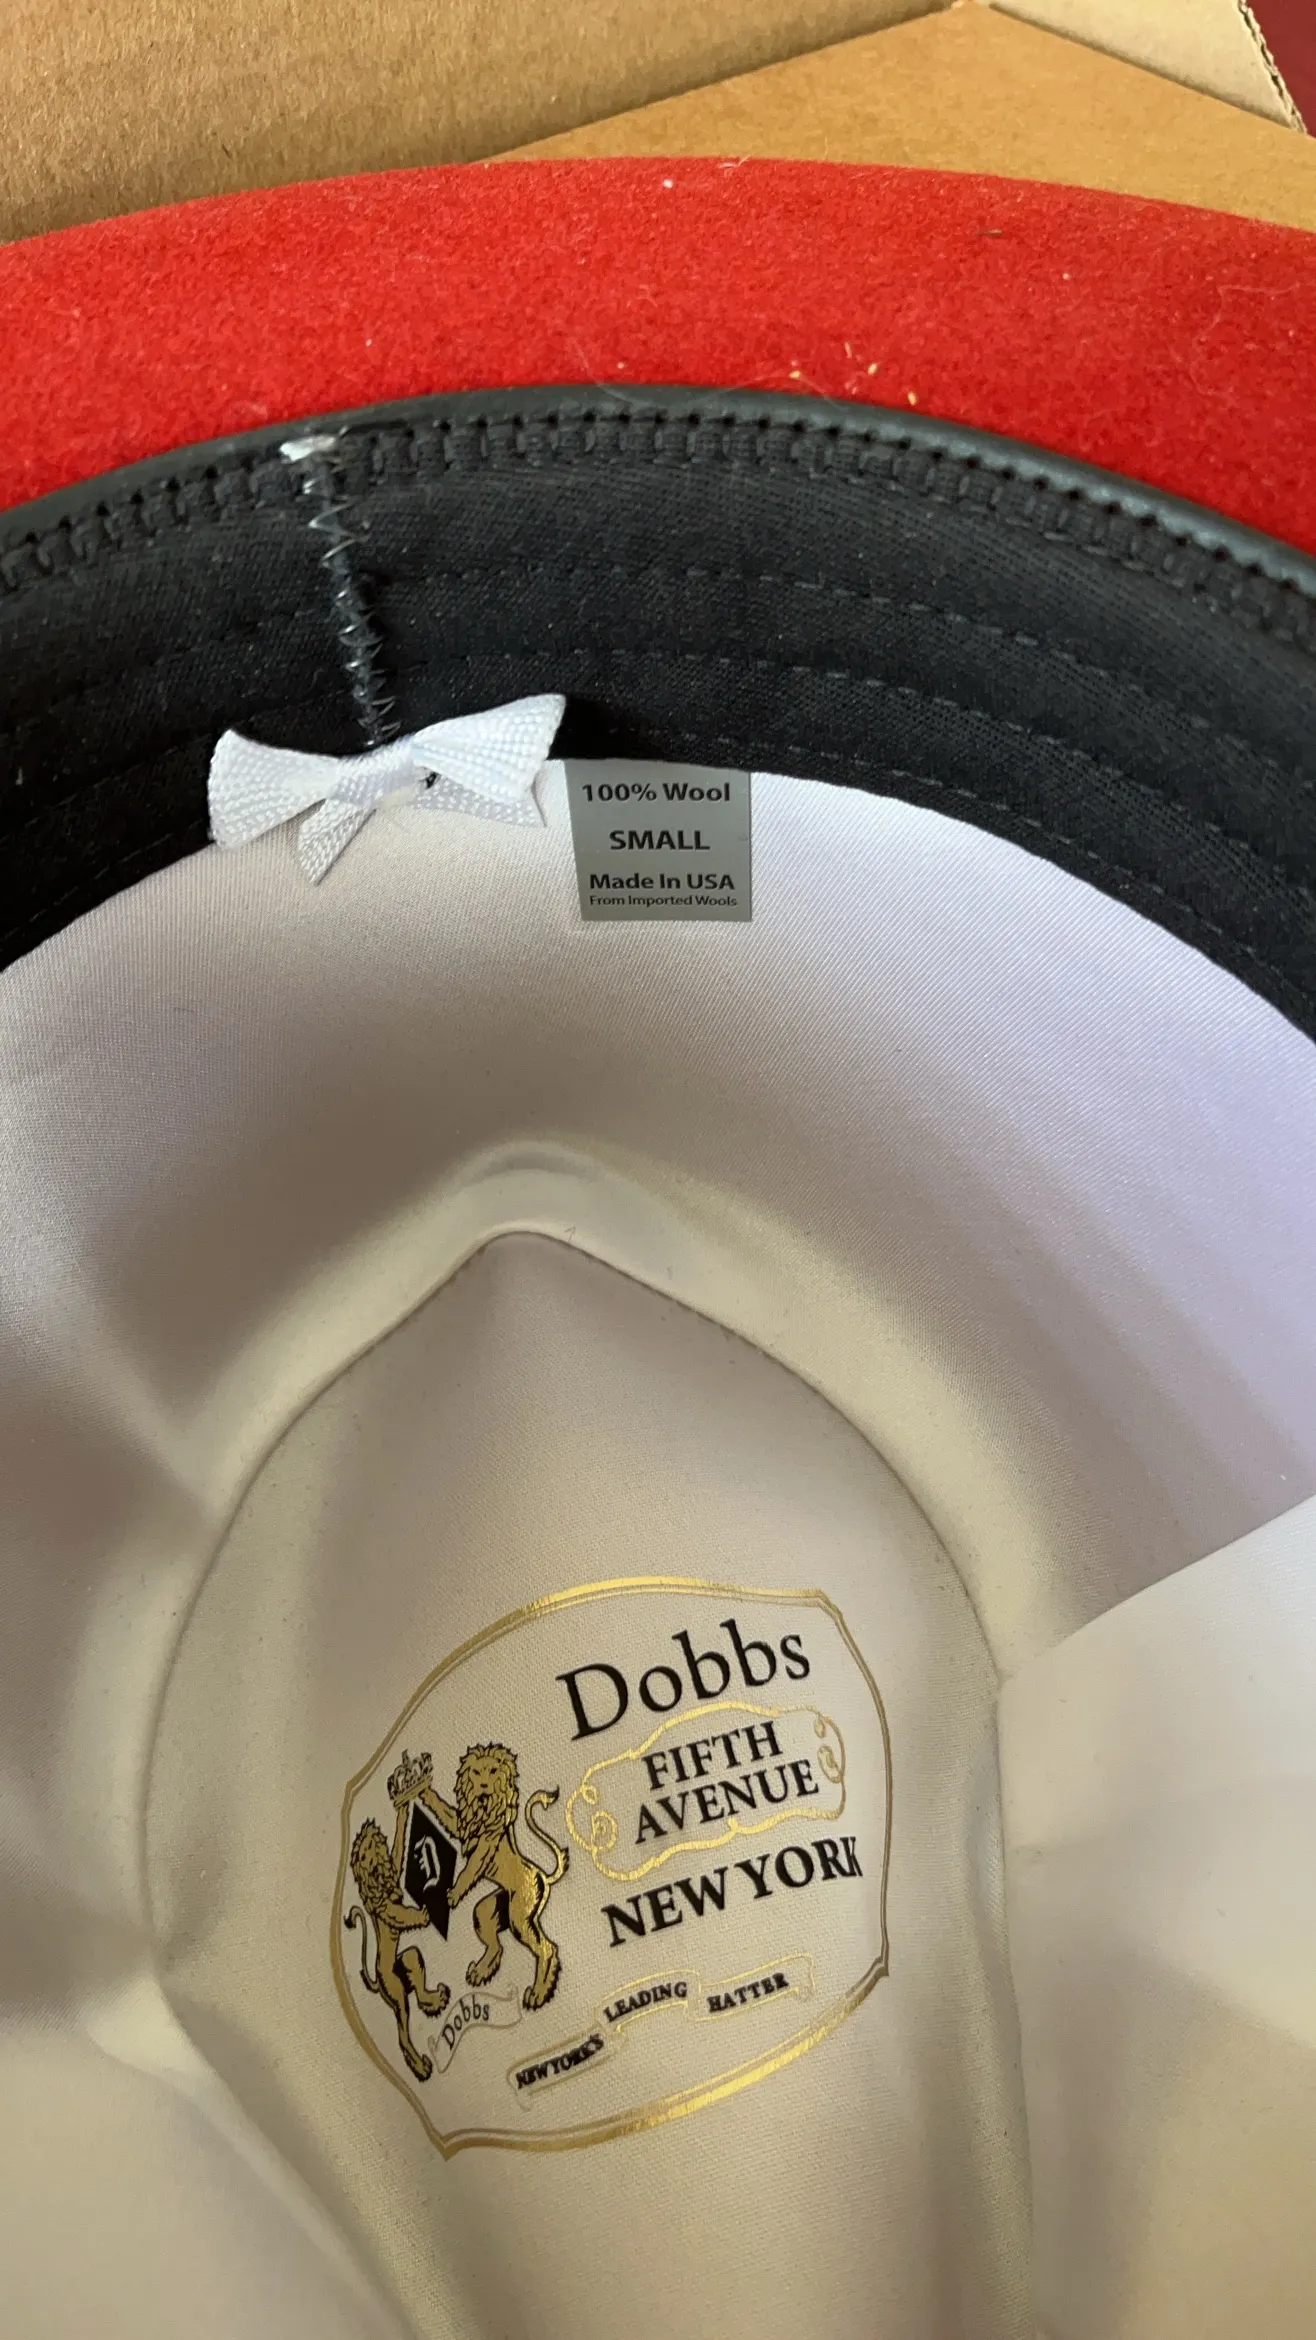 100% Wool
SMALL
Made In USA
From Imported Wools
Dobbs
FIFTH
AVENUE
NEW YORK
D
Dobbs
NEW YORK'S LEADING HATTER